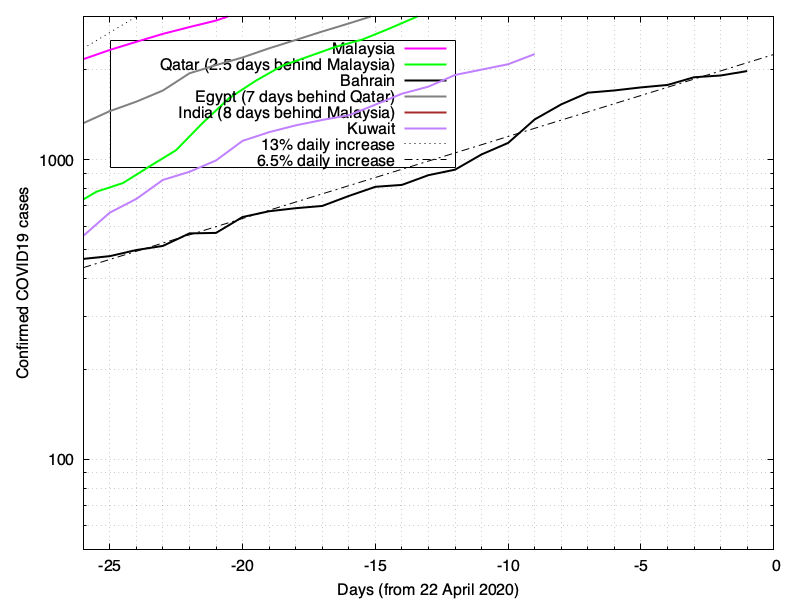 Malaysia
Qatar (2.5 days behind Malaysia)
Bahrain
Egypt (7 days behind Qatar)
India (8 days behind Malaysia)
Kuwait
13% daily increase
6.5% daily increase
1000
100
Confirmed COVID19 cases
-25 -20 -15 -10 -5 0
Days (from 22 April 2020)